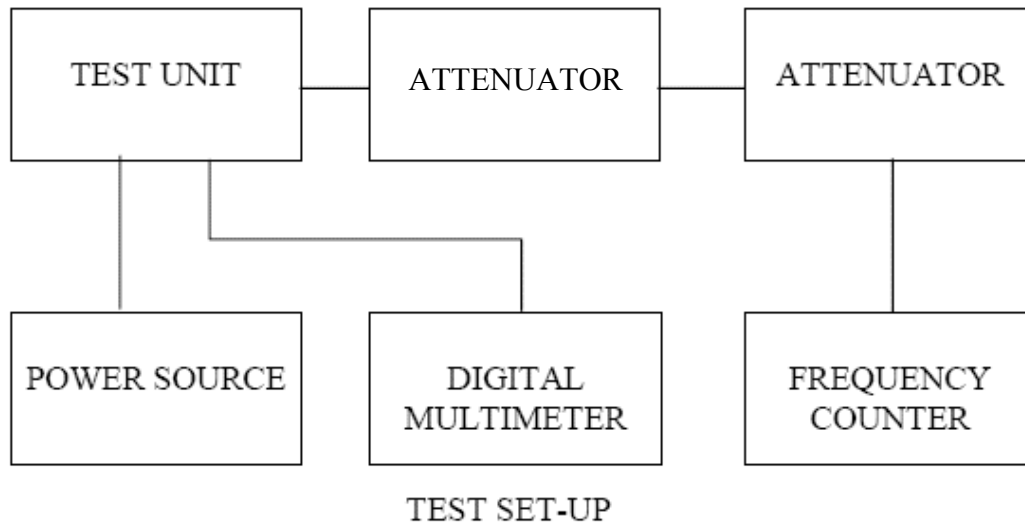 TEST UNIT
ATTENUATOR
ATTENUATOR
POWER SOURCE
DIGITAL
MULTIMETER
FREQUENCY
COUNTER
TEST SET-UP